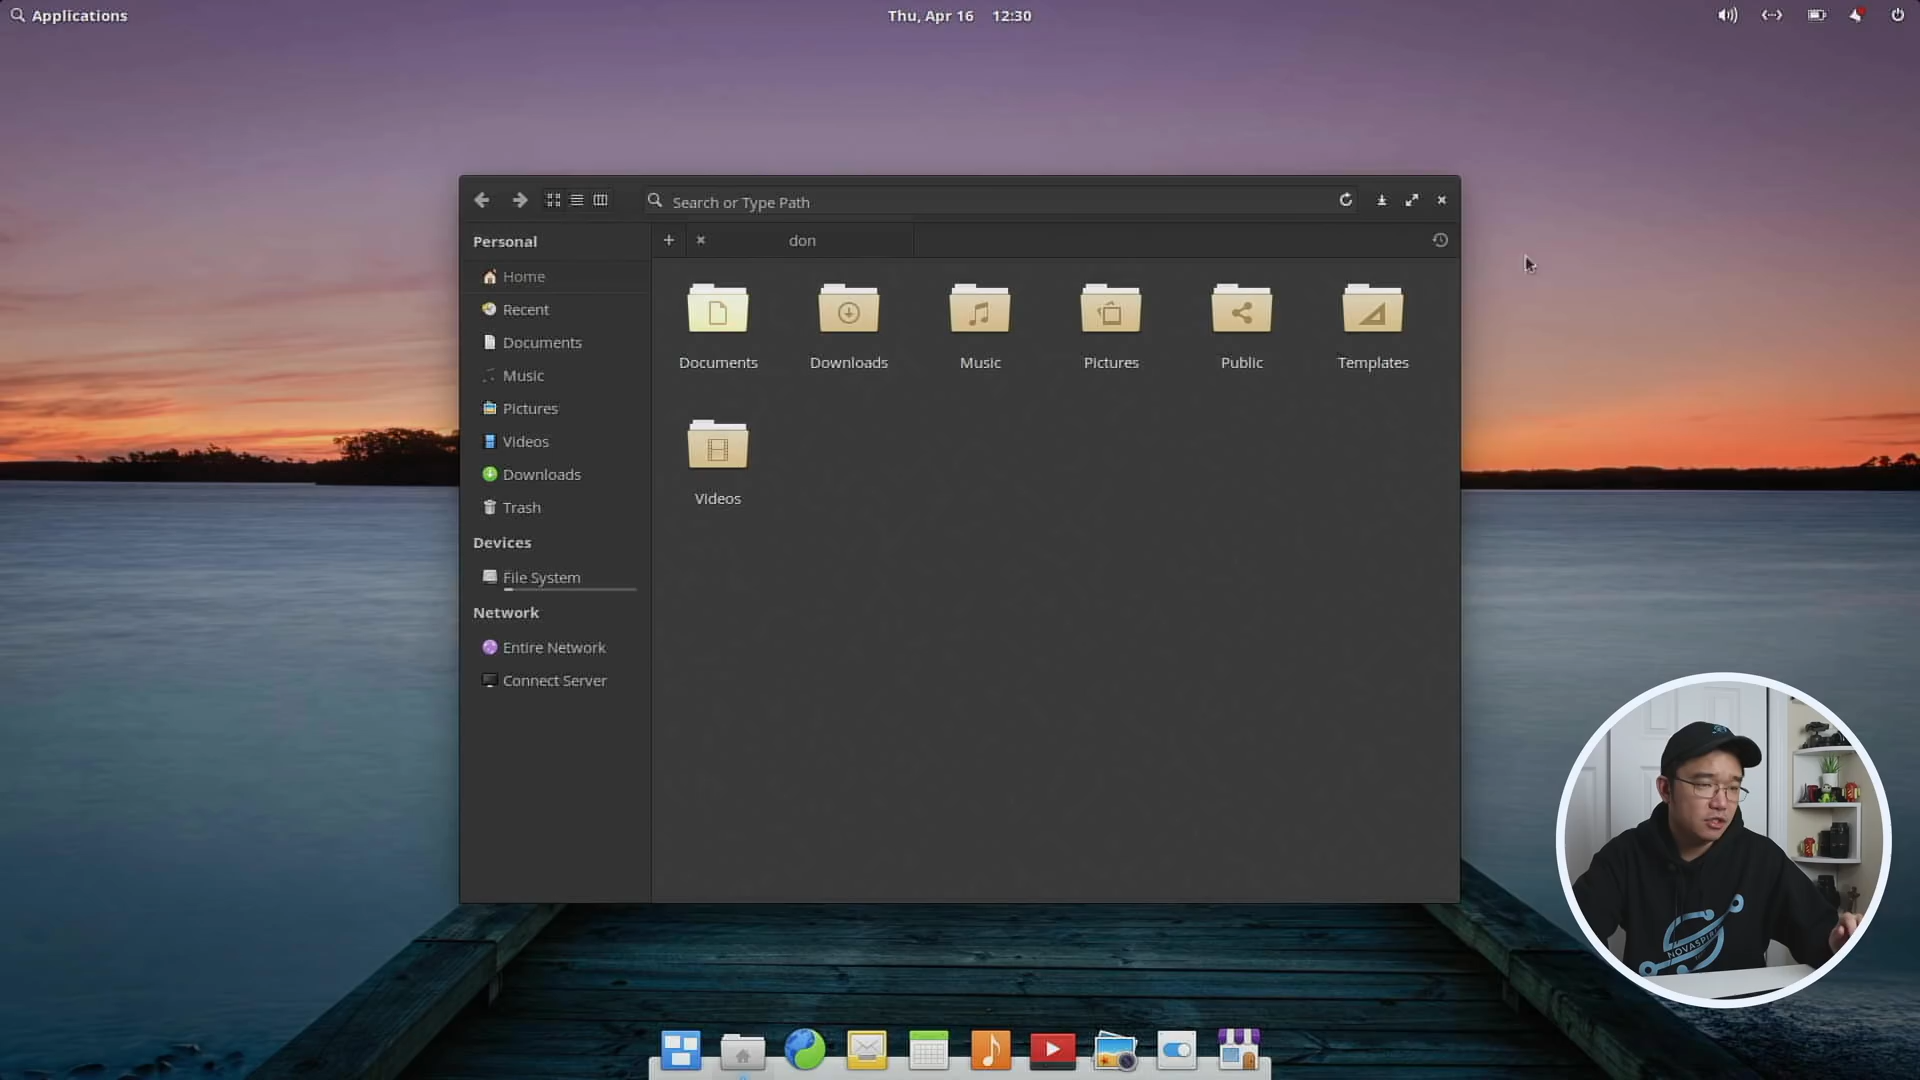 Applications
Thu, Apr 16 12:30
Search or Type Path
Personal
don
Home
Recent
Documents
Music
Pictures
Videos
Downloads
Trash
Devices
File System
Network
Entire Network
Connect Server
Documents
Downloads
Music
Pictures
Public
Templates
Videos